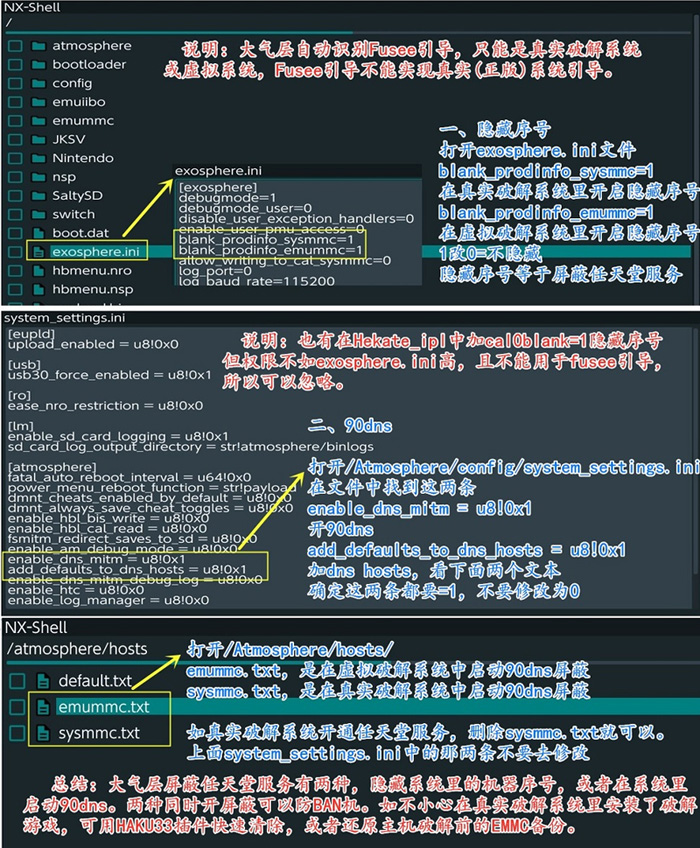 NX-Shell
/
atmosphere
bootloader
config
emuiibo
emummc
JKSV
Nintendo
nsp
SaltySD
switch
boot.dat
exosphere.ini
hbmenu.nro
hbmenu.nsp
说明: 大气层自动识别Fusee引导, 只能是真实破解系统
或虚拟系统, Fusee引导不能实现真实(正版)系统引导。
exosphere.ini
[exosphere]
debugmode=1
debugmode_user=0
disable_user_exception_handlers=0
enable_user_pmu_access=0
blank_prodinfo_sysmmc=1
blank_prodinfo_emummc=1
allow_writing_to_cal_sysmmc=0
log_port=0
log_baud_rate=115200
一、隐藏序号
打开exosphere.ini文件
blank_prodinfo_sysmmc=1
在真实破解系统里开启隐藏序号
blank_prodinfo_emummc=1
在虚拟破解系统里开启隐藏序号
1改0=不隐藏
隐藏序号等于屏蔽任天堂服务
system_settings.ini
[eupld]
upload_enabled = u8!0x0
[usb]
usb30_force_enabled = u8!0x1
[ro]
ease_nro_restriction = u8!0x0
[lm]
enable_sd_card_logging = u8!0x1
sd_card_log_output_directory = str!atmosphere/binlogs
[atmosphere]
fatal_auto_reboot_interval = u64!0x0
power_menu_reboot_function = str!payload
dmnt_cheats_enabled_by_default = u8!0x0
dmnt_always_save_cheat_toggles = u8!0x0
enable_hbl_bis_write = u8!0x0
enable_hbl_cal_read = u8!0x0
fsmitm_redirect_saves_to_sd = u8!0x0
enable_am_debug_mode = u8!0x0
enable_dns_mitm = u8!0x1
add_defaults_to_dns_hosts = u8!0x1
enable_dns_mitm_debug_log = u8!0x0
enable_htc = u8!0x0
enable_log_manager = u8!0x0
说明: 也有在Hekate_ipl中加cal0blank=1隐藏序号
但权限不如exosphere.ini高, 且不能用于fusee引导,
所以可以忽略。
二、90dns
打开/Atmosphere/config/system_settings.ini
在文件中找到这两条
enable_dns_mitm = u8!0x1
开90dns
add_defaults_to_dns_hosts = u8!0x1
加dns hosts, 看下面两个文本
确定这两条都要=1, 不要修改为0
NX-Shell
/atmosphere/hosts
default.txt
emummc.txt
sysmmc.txt
打开/Atmosphere/hosts/
emummc.txt, 是在虚拟破解系统中启动90dns屏蔽
sysmmc.txt, 是在真实破解系统中启动90dns屏蔽
如真实破解系统开通任天堂服务, 删除sysmmc.txt就可以。
上面system_settings.ini中的那两条不要去修改
总结: 大气层屏蔽任天堂服务有两种, 隐藏系统里的机器序号, 或者在系统里
启动90dns。两种同时开屏蔽可以防BAN机。如不小心在真实破解系统里安装了破解
游戏, 可用HAKU33插件快速清除, 或者还原主机破解前的EMMC备份。